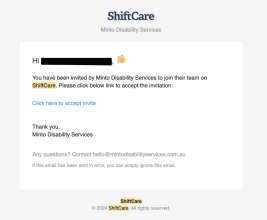 ShiftCare
Minto Disability Services
Hi , 👋
You have been invited by Minto Disability Services to join their team on
ShiftCare. Please click below link to accept the invitation:
Click here to accept invite
Thank you,
Minto Disability Services
Any questions? Contact hello@mintodisabilityservices.com.au
If this email has been sent in error, you can simply ignore this email.
ShiftCare
© 2024 ShiftCare. All rights reserved.